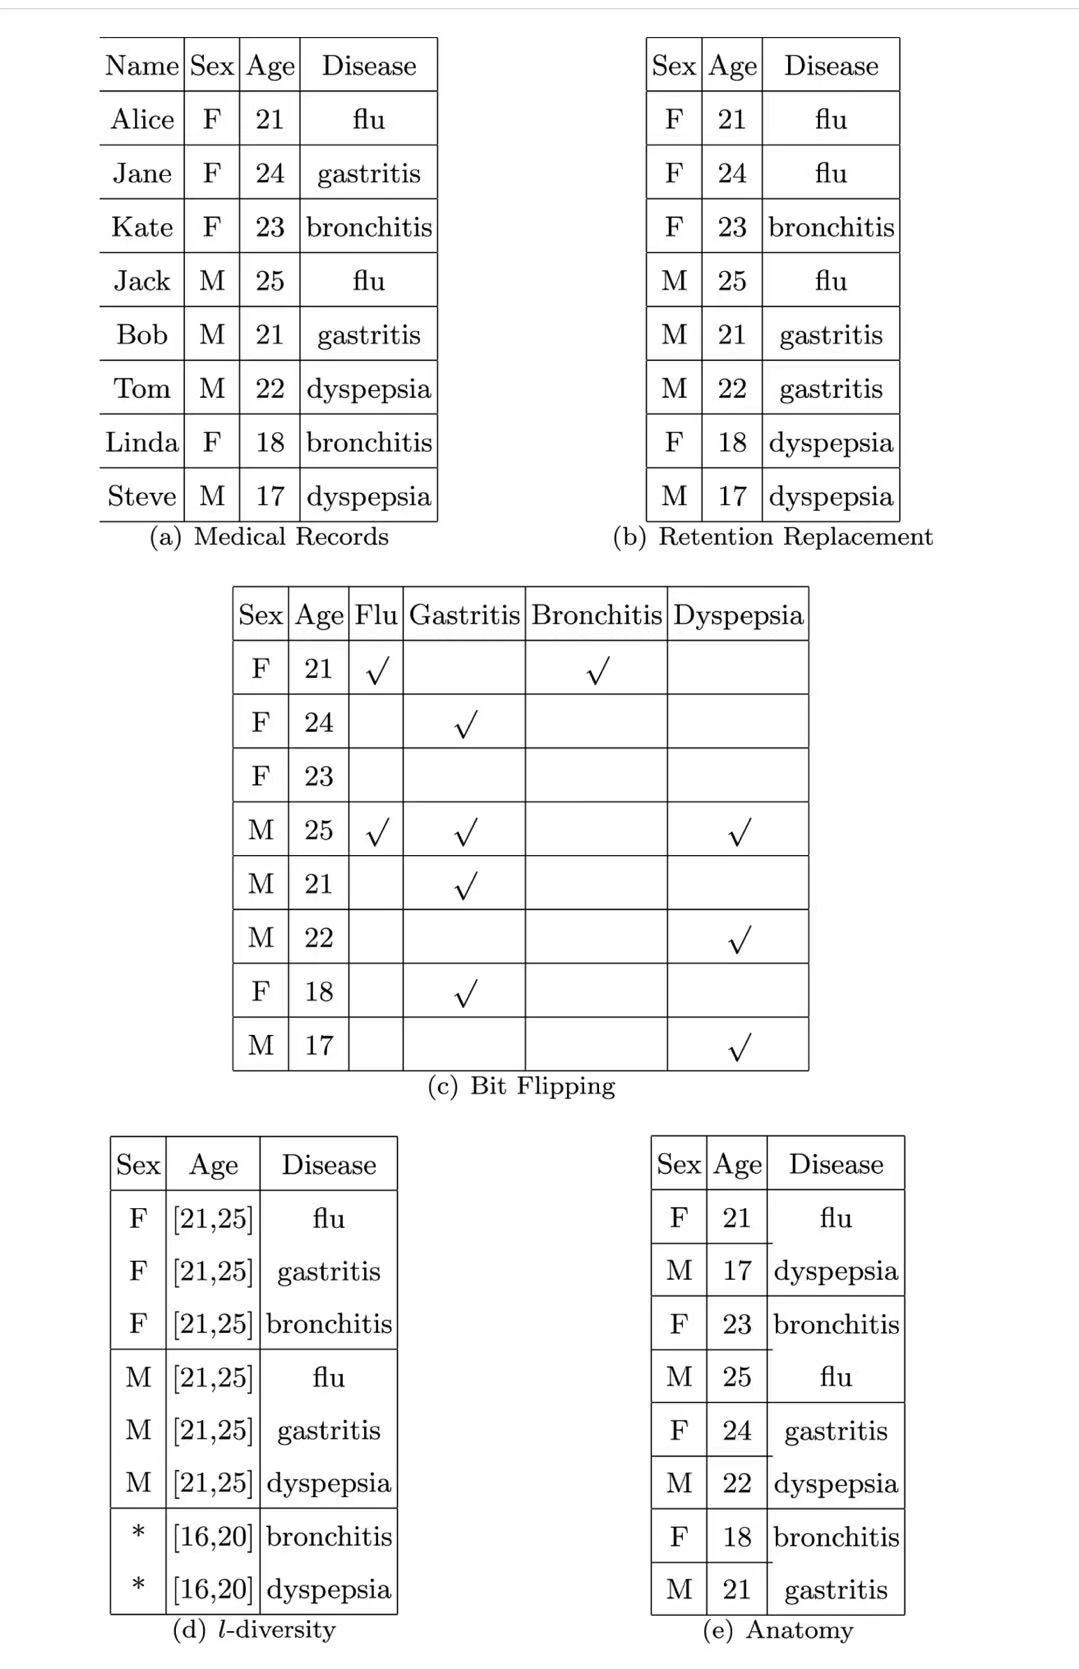 Name Sex Age Disease
Alice F 21 flu
Jane F 24 gastritis
Kate F 23 bronchitis
Jack M 25 flu
Bob M 21 gastritis
Tom M 22 dyspepsia
Linda F 18 bronchitis
Steve M 17 dyspepsia
(a) Medical Records
Sex Age Disease
F 21 flu
F 24 flu
F 23 bronchitis
M 25 flu
M 21 gastritis
M 22 gastritis
F 18 dyspepsia
M 17 dyspepsia
(b) Retention Replacement
Sex Age Flu Gastritis Bronchitis Dyspepsia
F 21 √ √
F 24 √
F 23
M 25 √ √ √
M 21 √
M 22 √
F 18 √
M 17 √
(c) Bit Flipping
Sex Age Disease
F [21,25] flu
F [21,25] gastritis
F [21,25] bronchitis
M [21,25] flu
M [21,25] gastritis
M [21,25] dyspepsia
* [16,20] bronchitis
* [16,20] dyspepsia
(d) l-diversity
Sex Age Disease
F 21 flu
M 17 dyspepsia
F 23 bronchitis
M 25 flu
F 24 gastritis
M 22 dyspepsia
F 18 bronchitis
M 21 gastritis
(e) Anatomy